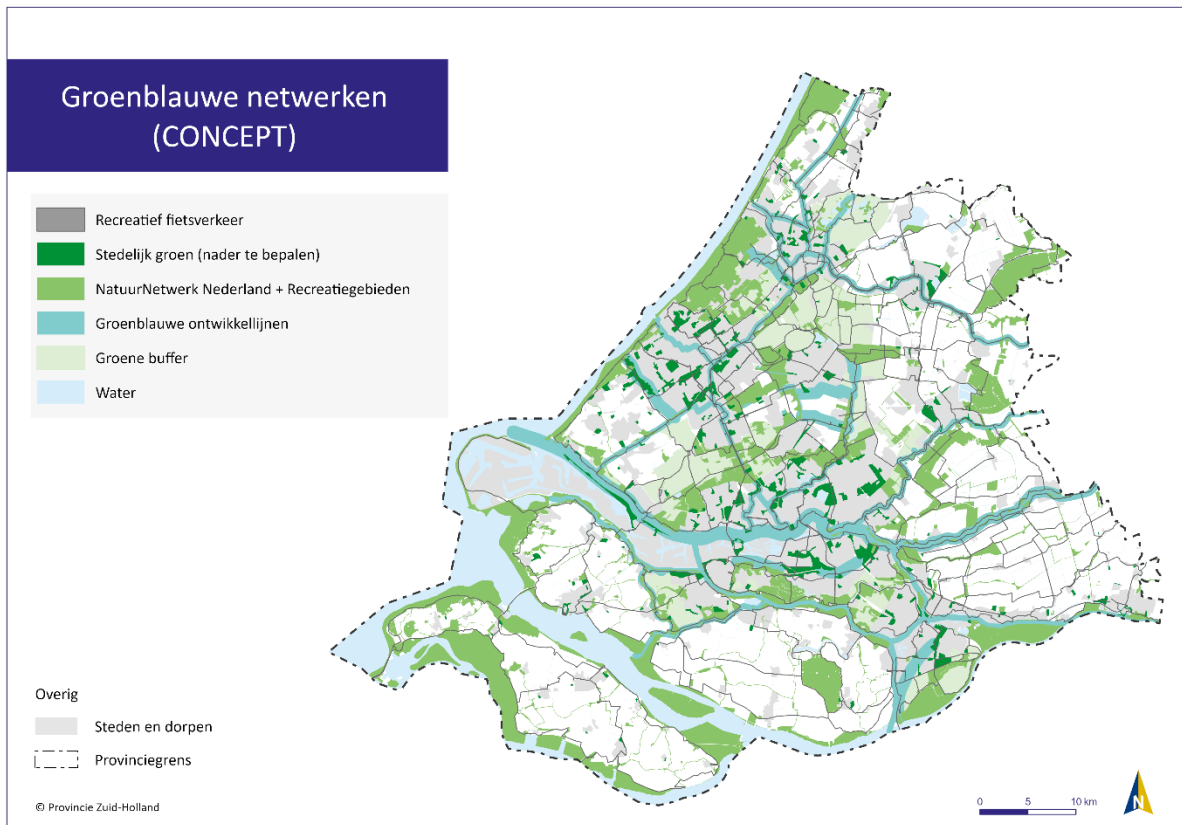 Groenblauwe netwerken
(CONCEPT)
Recreatief fietsverkeer
Stedelijk groen (nader te bepalen)
NatuurNetwerk Nederland + Recreatiegebieden
Groenblauwe ontwikkellijnen
Groene buffer
Water
Overig
Steden en dorpen
Provinciegrens
© Provincie Zuid-Holland
0 5 10 km
N